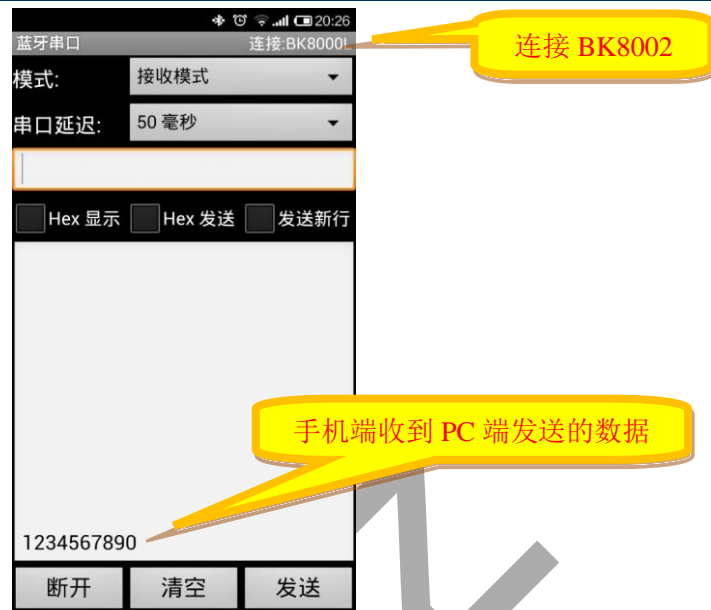 20:26
蓝牙串口 连接:BK8000L
连接 BK8002
模式: 接收模式
串口延迟: 50 毫秒
Hex 显示 Hex 发送 发送新行
手机端收到 PC 端发送的数据
1234567890
断开 清空 发送